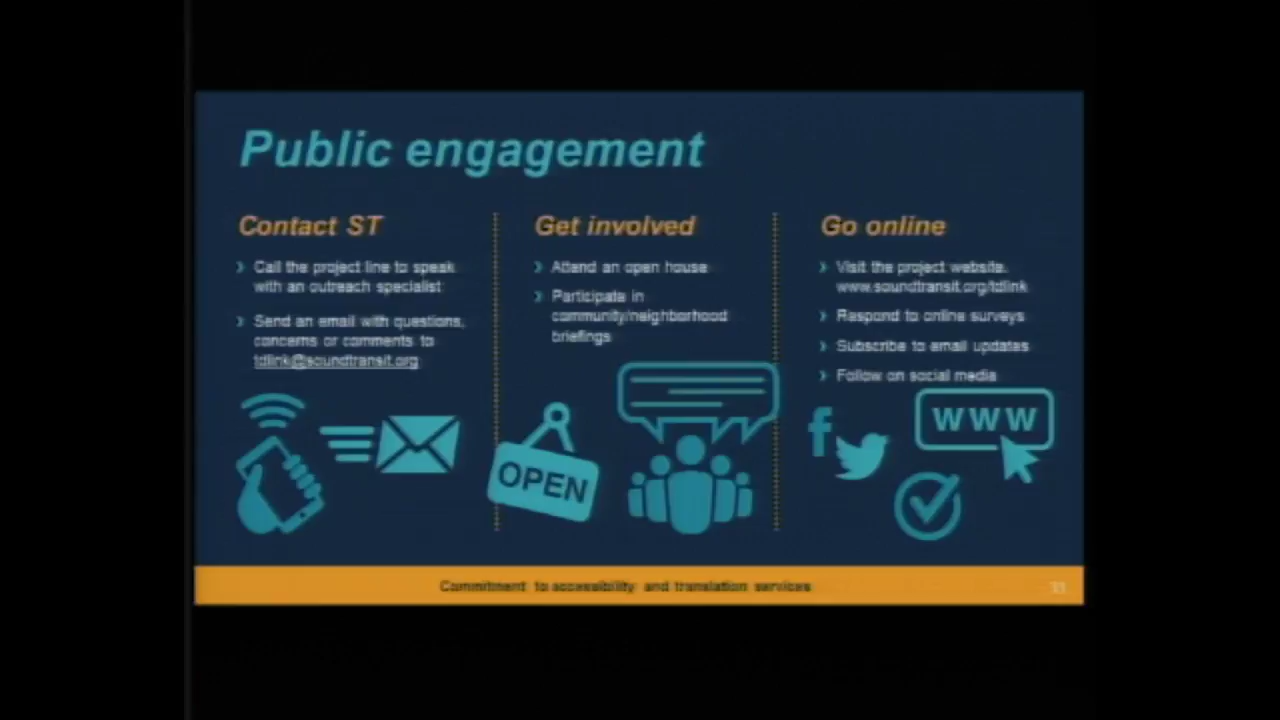 Public engagement
Contact ST
Call the project line to speak
with an outreach specialist
Send an email with questions,
concerns or comments to
tdlink@soundtransit.org
Get involved
Attend an open house
Participate in
community/neighborhood
briefings
OPEN
Go online
Visit the project website.
www.soundtransit.org/tdlink
Respond to online surveys
Subscribe to email updates
Follow on social media
f
WWW
Commitment to accessibility and translation services